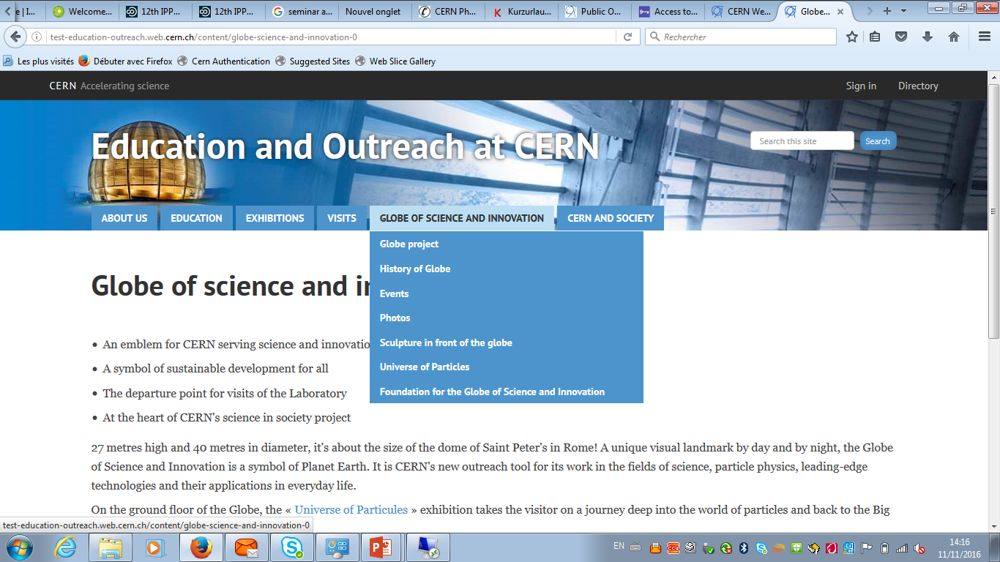 e | I...
Welcome...
12th IPP...
12th IPP...
seminar a...
Nouvel onglet
CERN Ph...
Kurzurlau...
Public O...
Access to...
CERN We...
Globe...
test-education-outreach.web.cern.ch/content/globe-science-and-innovation-0
Rechercher
Les plus visités
Débuter avec Firefox
Cern Authentication
Suggested Sites
Web Slice Gallery
CERN Accelerating science
Sign in
Directory
Education and Outreach at CERN
Search this site
Search
ABOUT US
EDUCATION
EXHIBITIONS
VISITS
GLOBE OF SCIENCE AND INNOVATION
CERN AND SOCIETY
Globe project
History of Globe
Events
Photos
Sculpture in front of the globe
Universe of Particles
Foundation for the Globe of Science and Innovation
Globe of science and in
An emblem for CERN serving science and innovatio
A symbol of sustainable development for all
The departure point for visits of the Laboratory
At the heart of CERN's science in society project
27 metres high and 40 metres in diameter, it's about the size of the dome of Saint Peter's in Rome! A unique visual landmark by day and by night, the Globe
of Science and Innovation is a symbol of Planet Earth. It is CERN's new outreach tool for its work in the fields of science, particle physics, leading-edge
technologies and their applications in everyday life.
On the ground floor of the Globe, the « Universe of Particules » exhibition takes the visitor on a journey deep into the world of particles and back to the Big
test-education-outreach.web.cern.ch/content/globe-science-and-innovation-0
EN
14:16
11/11/2016